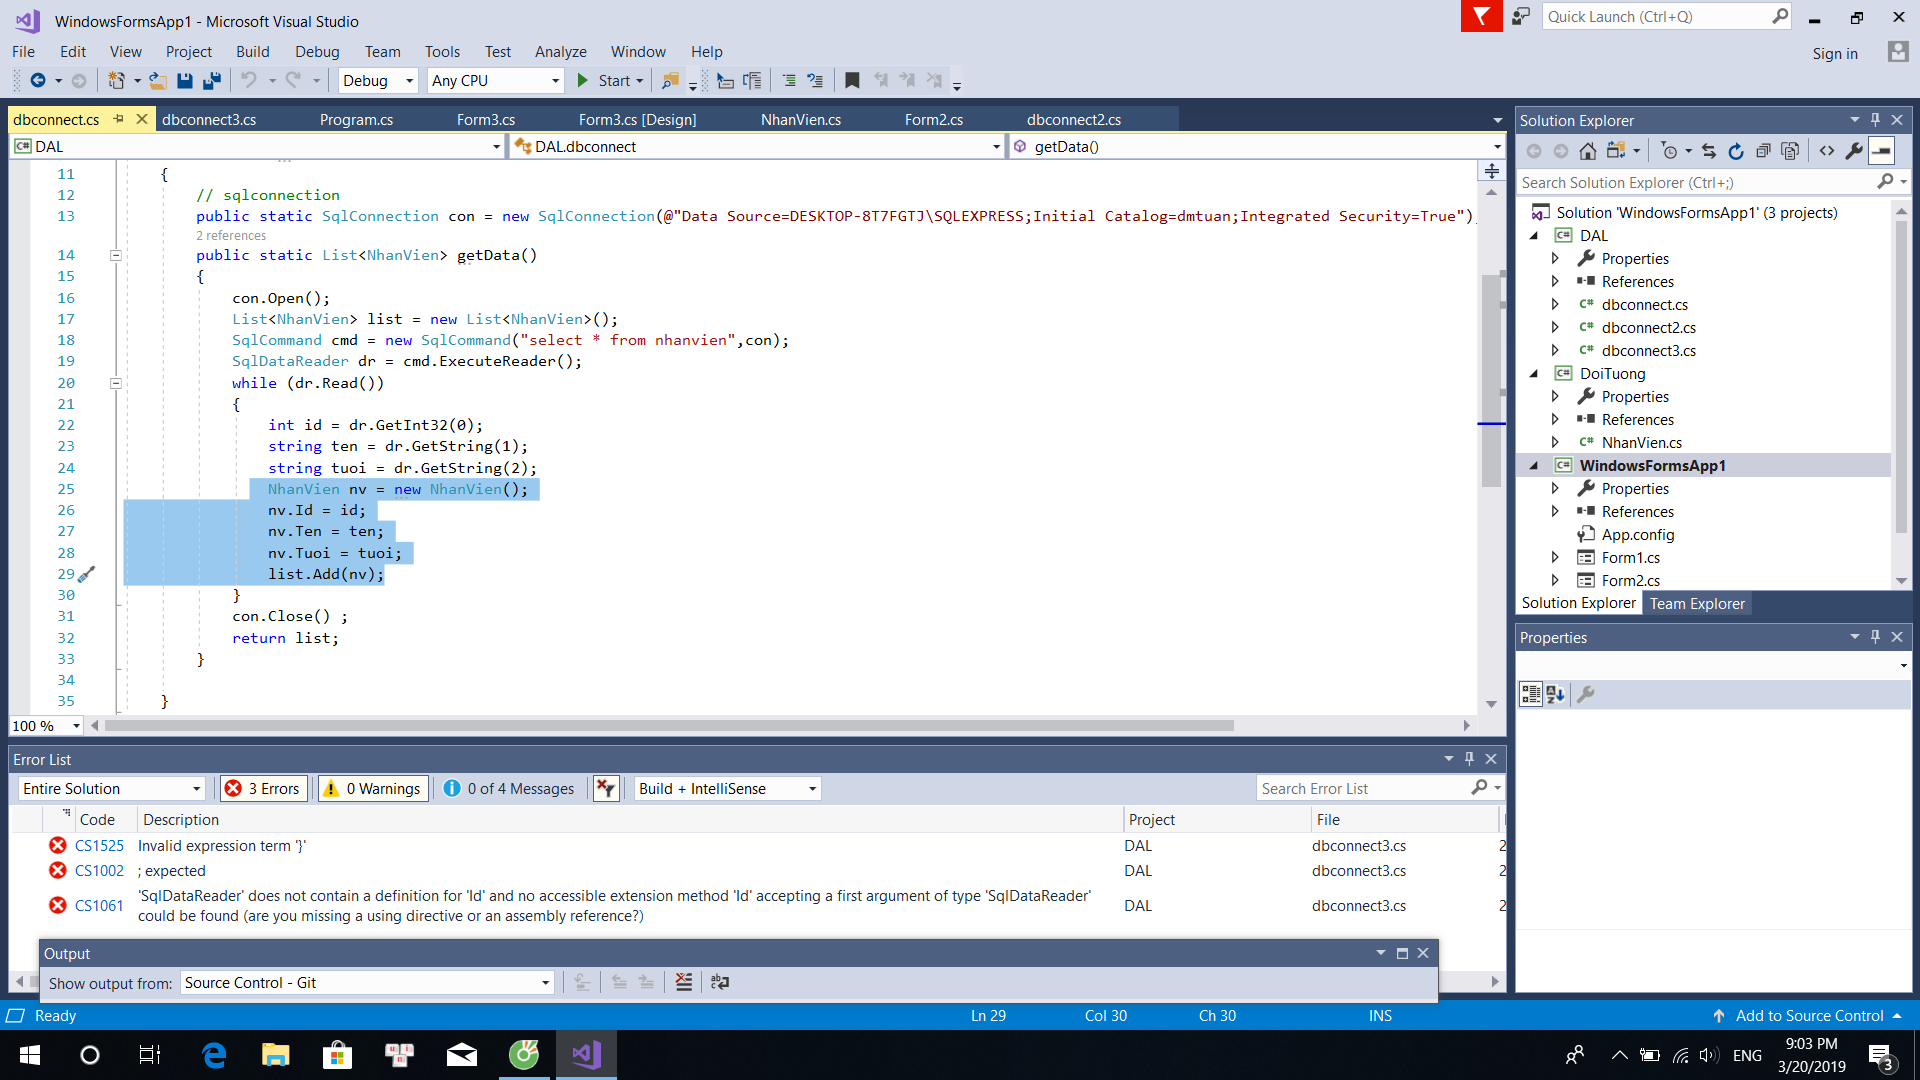 WindowsFormsApp1 - Microsoft Visual Studio
Quick Launch (Ctrl+Q)
File Edit View Project Build Debug Team Tools Test Analyze Window Help
Sign in
Debug Any CPU Start
dbconnect.cs dbconnect3.cs Program.cs Form3.cs Form3.cs [Design] NhanVien.cs Form2.cs dbconnect2.cs
DAL DAL.dbconnect getData()
11 {
12 // sqlconnection
13 public static SqlConnection con = new SqlConnection(@"Data Source=DESKTOP-8T7FGTJ\SQLEXPRESS;Initial Catalog=dmtuan;Integrated Security=True")
2 references
14 public static List<NhanVien> getData()
15 {
16 con.Open();
17 List<NhanVien> list = new List<NhanVien>();
18 SqlCommand cmd = new SqlCommand("select * from nhanvien",con);
19 SqlDataReader dr = cmd.ExecuteReader();
20 while (dr.Read())
21 {
22 int id = dr.GetInt32(0);
23 string ten = dr.GetString(1);
24 string tuoi = dr.GetString(2);
25 NhanVien nv = new NhanVien();
26 nv.Id = id;
27 nv.Ten = ten;
28 nv.Tuoi = tuoi;
29 list.Add(nv);
30 }
31 con.Close() ;
32 return list;
33 }
34
35 }
100 %
Solution Explorer
Search Solution Explorer (Ctrl+;)
Solution 'WindowsFormsApp1' (3 projects)
DAL
Properties
References
dbconnect.cs
dbconnect2.cs
dbconnect3.cs
DoiTuong
Properties
References
NhanVien.cs
WindowsFormsApp1
Properties
References
App.config
Form1.cs
Form2.cs
Solution Explorer Team Explorer
Properties
Error List
Entire Solution 3 Errors 0 Warnings 0 of 4 Messages Build + IntelliSense Search Error List
Code Description Project File
CS1525 Invalid expression term '}' DAL dbconnect3.cs 2
CS1002 ; expected DAL dbconnect3.cs 2
CS1061 'SqlDataReader' does not contain a definition for 'Id' and no accessible extension method 'Id' accepting a first argument of type 'SqlDataReader' DAL dbconnect3.cs 2
could be found (are you missing a using directive or an assembly reference?)
Output
Show output from: Source Control - Git
Ready Ln 29 Col 30 Ch 30 INS Add to Source Control
ENG 9:03 PM
3/20/2019
3